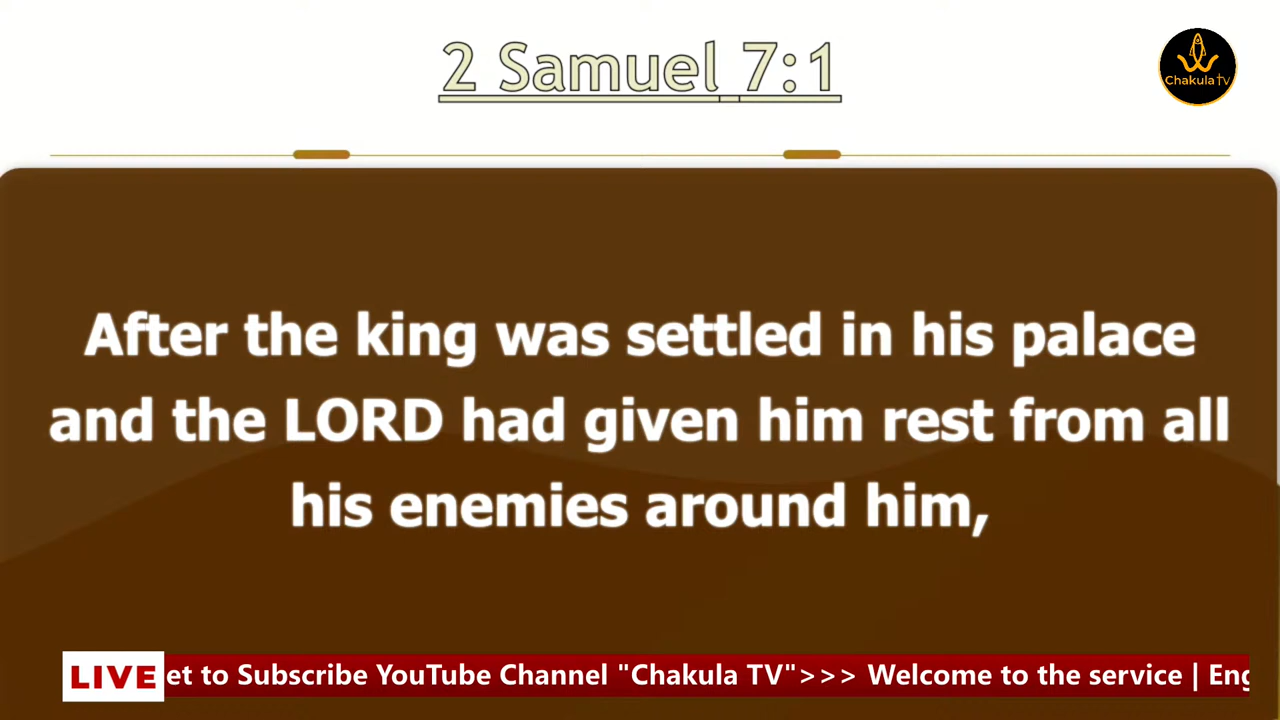 2 Samuel 7:1
Chakula Tv
After the king was settled in his palace
and the LORD had given him rest from all
his enemies around him,
LIVE et to Subscribe YouTube Channel "Chakula TV">>> Welcome to the service | Eng